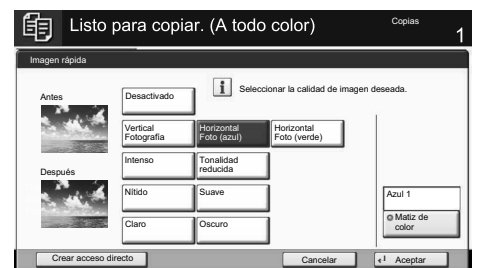 Listo para copiar. (A todo color)
Copias
1
Imagen rápida
Seleccionar la calidad de imagen deseada.
Antes
Desactivado
Vertical
Fotografía
Horizontal
Foto (azul)
Horizontal
Foto (verde)
Después
Intenso
Tonalidad
reducida
Nítido
Suave
Azul 1
Matiz de
color
Claro
Oscuro
Crear acceso directo
Cancelar
Aceptar